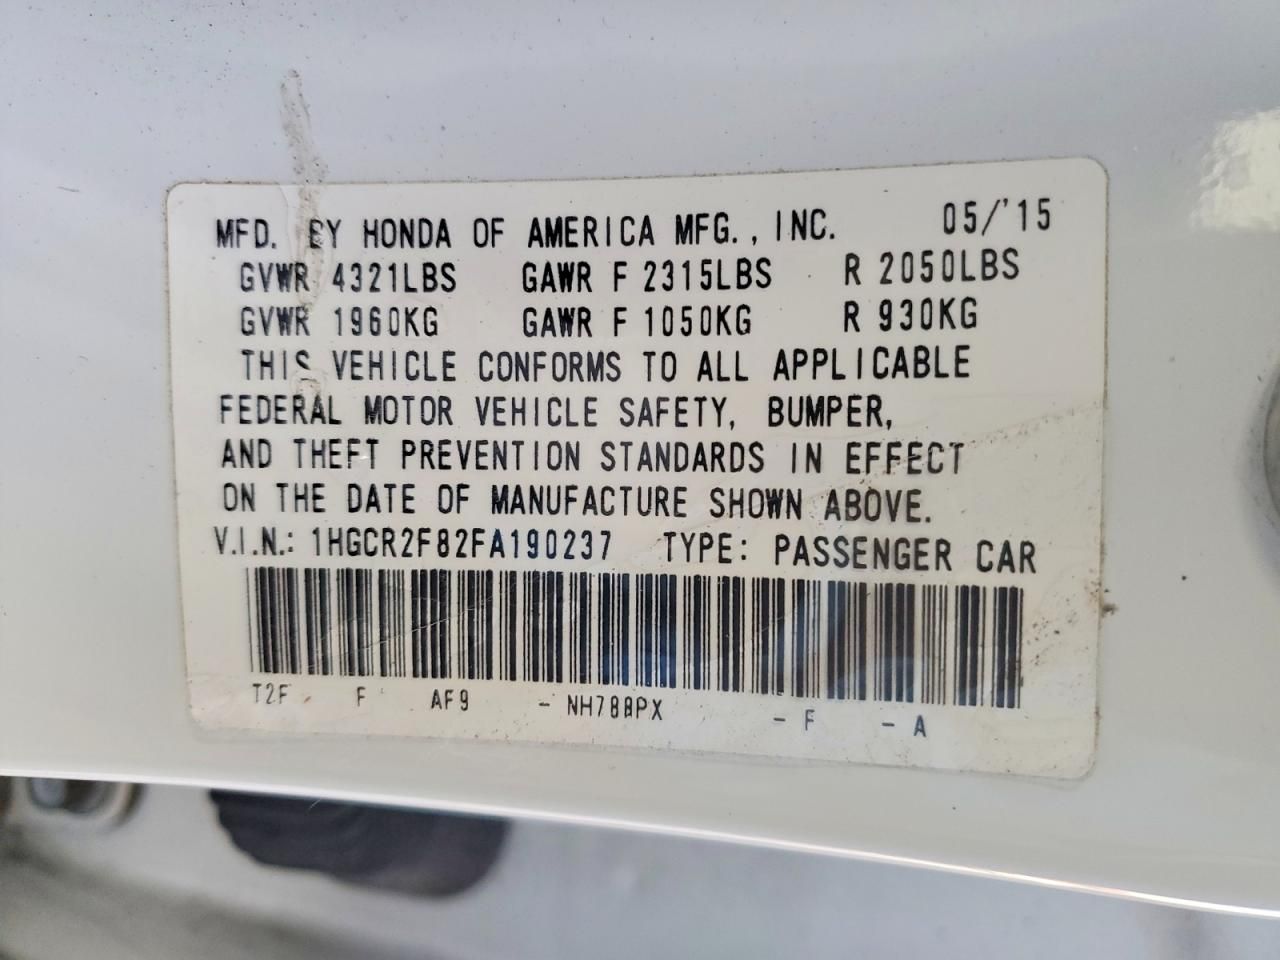 MFD. BY HONDA OF AMERICA MFG., INC. 05/'15
GVWR 4321LBS GAWR F 2315LBS R 2050LBS
GVWR 1960KG GAWR F 1050KG R 930KG
THIS VEHICLE CONFORMS TO ALL APPLICABLE
FEDERAL MOTOR VEHICLE SAFETY, BUMPER,
AND THEFT PREVENTION STANDARDS IN EFFECT
ON THE DATE OF MANUFACTURE SHOWN ABOVE.
V.I.N.: 1HGCR2F82FA190237 TYPE: PASSENGER CAR
T2F F AF9 - NH788PX - F - A